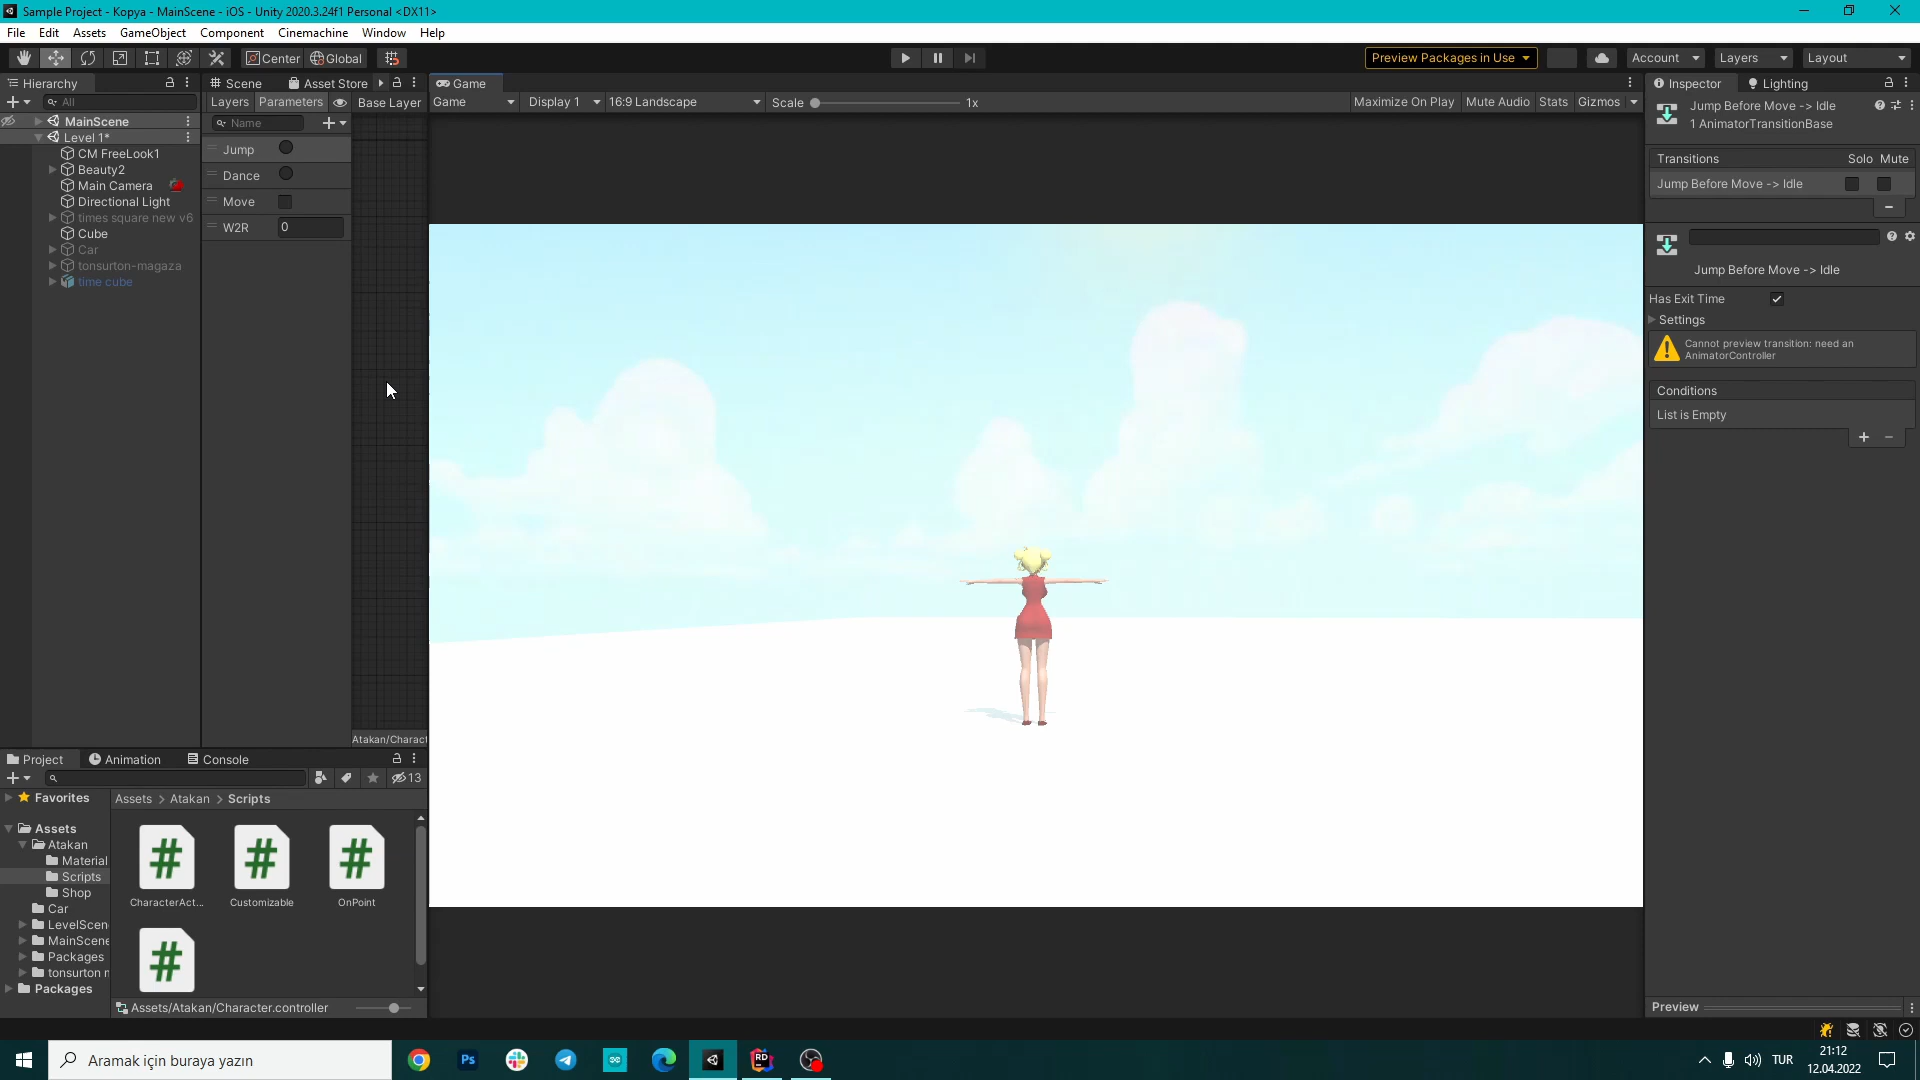 Sample Project - Kopya - MainScene - iOS - Unity 2020.3.24f1 Personal <DX11>
File Edit Assets GameObject Component Cinemachine Window Help
Center Global Preview Packages in Use Account Layers Layout
Hierarchy
All
MainScene
Level 1*
CM FreeLook1
Beauty2
Main Camera
Directional Light
times square new v6
Cube
Car
tonsurton-magaza
time cube
Scene Asset Store
Layers Parameters Base Layer
Name
Jump
Dance
Move
W2R 0
Atakan/Charact
Game
Game Display 1 16:9 Landscape Scale 1x Maximize On Play Mute Audio Stats Gizmos
Inspector Lighting
Jump Before Move -> Idle
1 AnimatorTransitionBase
Transitions Solo Mute
Jump Before Move -> Idle
Jump Before Move -> Idle
Has Exit Time
Settings
Cannot preview transition: need an
AnimatorController
Conditions
List is Empty
Preview
Project Animation Console
13
Favorites
Assets
Atakan
Material
Scripts
Shop
Car
LevelScen
MainScene
Packages
tonsurton m
Packages
Assets > Atakan > Scripts
CharacterAct...
Customizable
OnPoint
Assets/Atakan/Character.controller
Aramak için buraya yazın
Ps
RD
TUR
21:12
12.04.2022